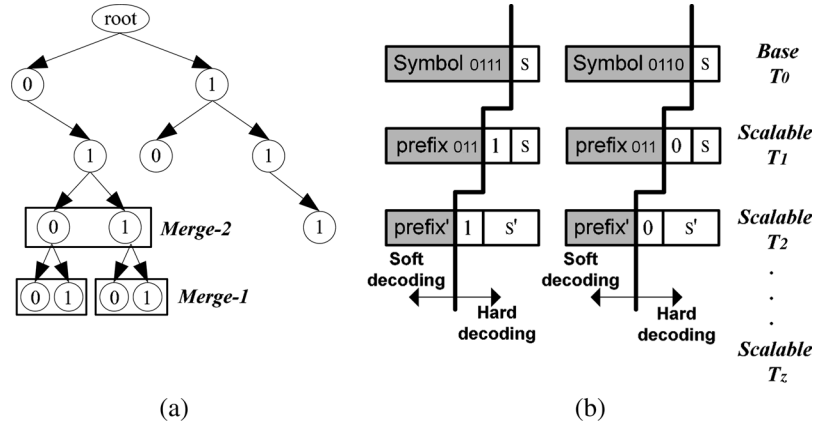 root
0
1
1
0
1
0
1
Merge-2
1
0
1
0
1
Merge-1
(a)
Symbol 0111
S
Symbol 0110
S
Base
T0
prefix 011
1
S
prefix 011
0
S
Scalable
T1
prefix'
1
S'
prefix'
0
S'
Scalable
T2
Soft
decoding
Hard
decoding
Soft
decoding
Hard
decoding
.
.
.
Scalable
Tz
(b)